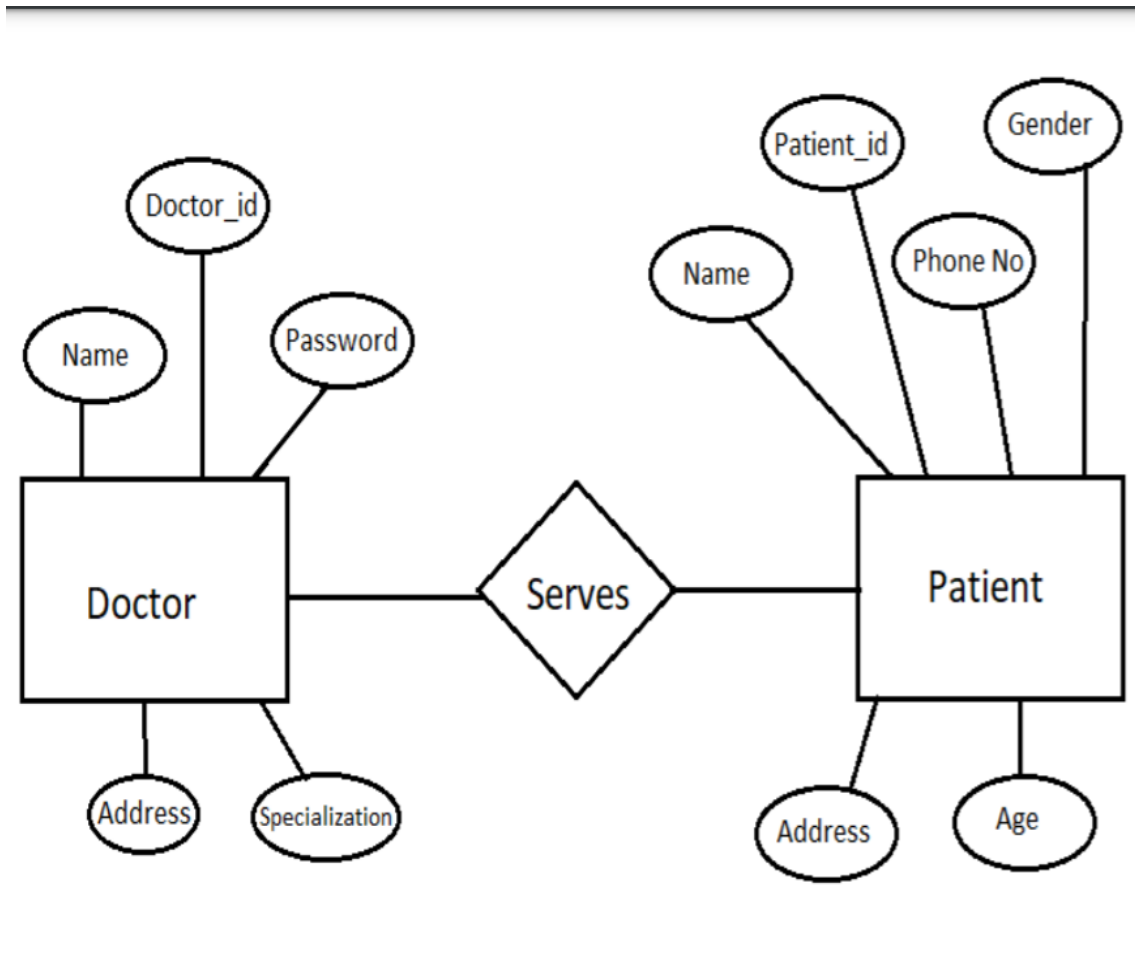 Gender
Patient_id
Doctor_id
Phone No
Name
Password
Name
Doctor
Serves
Patient
Address
Specialization
Address
Age